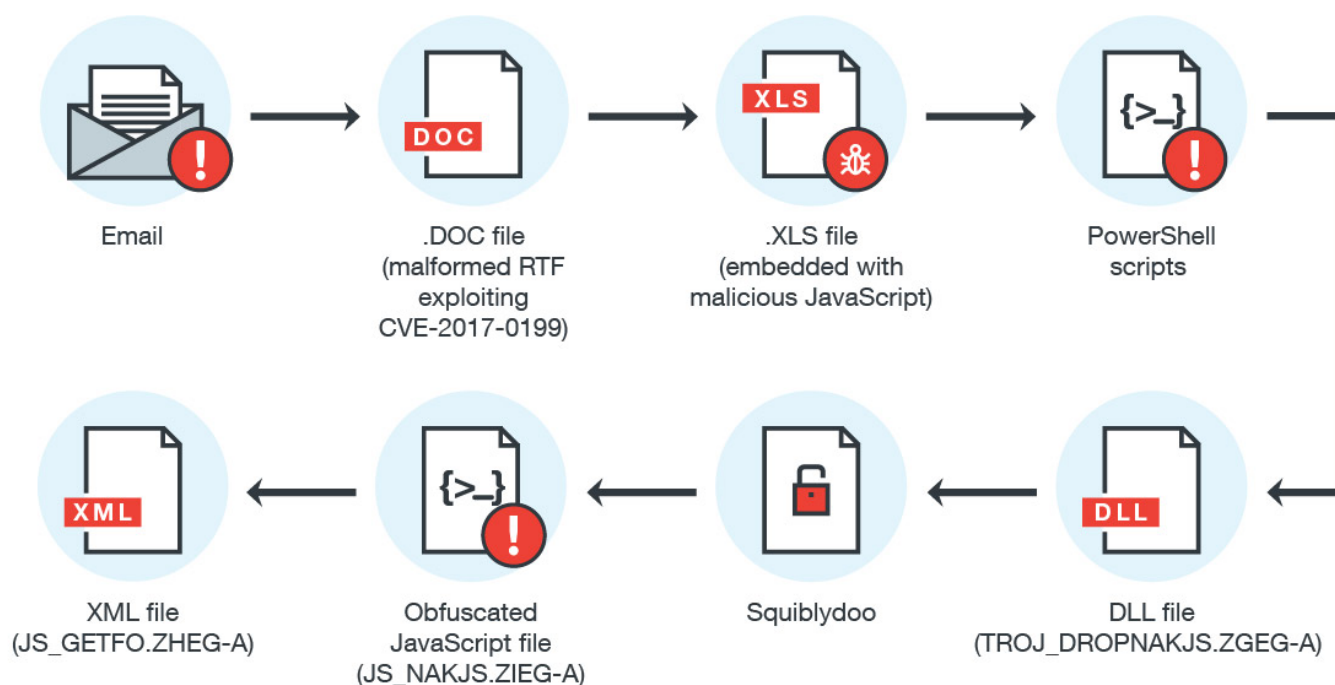 DOC
XLS
{>_}
Email
.DOC file
(malformed RTF
exploiting
CVE-2017-0199)
.XLS file
(embedded with
malicious JavaScript)
PowerShell
scripts
XML
{>_}
DLL
XML file
(JS_GETFO.ZHEG-A)
Obfuscated
JavaScript file
(JS_NAKJS.ZIEG-A)
Squiblydoo
DLL file
(TROJ_DROPNAKJS.ZGEG-A)